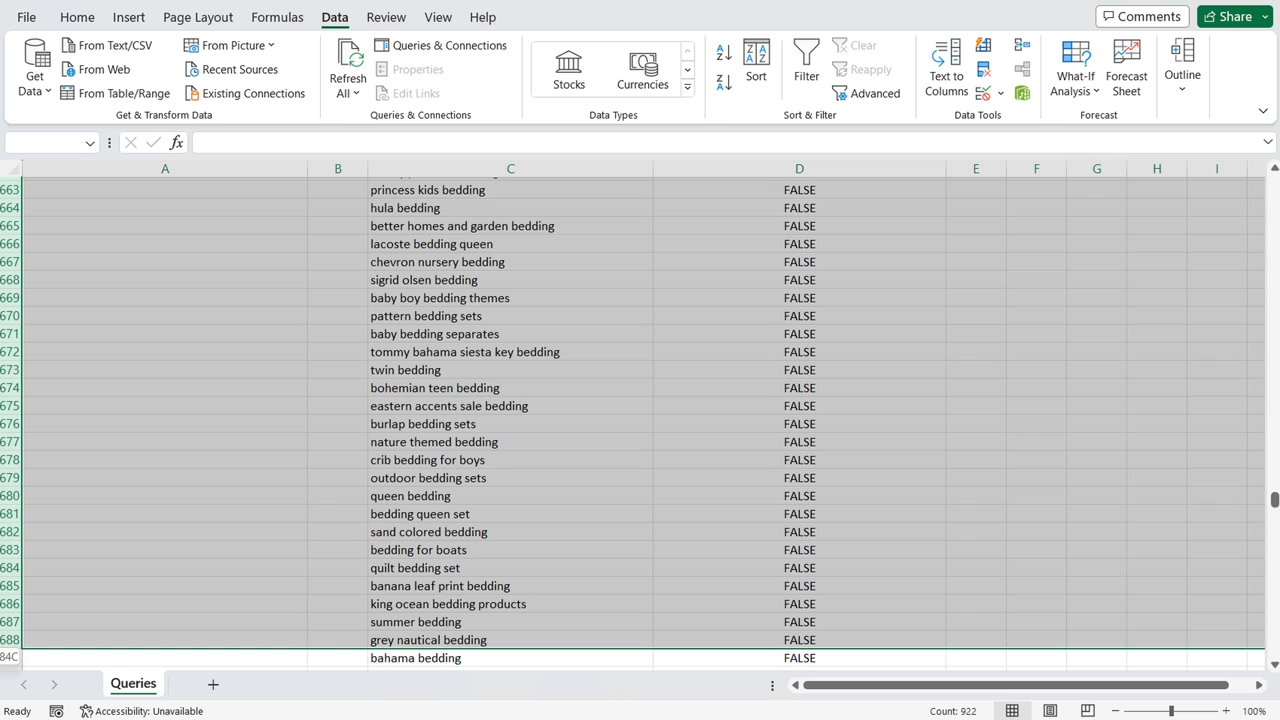 File Home Insert Page Layout Formulas Data Review View Help
Comments Share
Get Data
From Text/CSV
From Web
From Table/Range
From Picture
Recent Sources
Existing Connections
Get & Transform Data
Refresh All
Queries & Connections
Properties
Edit Links
Queries & Connections
Stocks Currencies
Data Types
Sort
Filter
Clear
Reapply
Advanced
Sort & Filter
Text to Columns
Data Tools
What-If Analysis
Forecast Sheet
Forecast
Outline
fx
A B C D E F G H I
663 princess kids bedding FALSE
664 hula bedding FALSE
665 better homes and garden bedding FALSE
666 lacoste bedding queen FALSE
667 chevron nursery bedding FALSE
668 sigrid olsen bedding FALSE
669 baby boy bedding themes FALSE
670 pattern bedding sets FALSE
671 baby bedding separates FALSE
672 tommy bahama siesta key bedding FALSE
673 twin bedding FALSE
674 bohemian teen bedding FALSE
675 eastern accents sale bedding FALSE
676 burlap bedding sets FALSE
677 nature themed bedding FALSE
678 crib bedding for boys FALSE
679 outdoor bedding sets FALSE
680 queen bedding FALSE
681 bedding queen set FALSE
682 sand colored bedding FALSE
683 bedding for boats FALSE
684 quilt bedding set FALSE
685 banana leaf print bedding FALSE
686 king ocean bedding products FALSE
687 summer bedding FALSE
688 grey nautical bedding FALSE
84C bahama bedding FALSE
Queries
Ready Accessibility: Unavailable Count: 922 100%